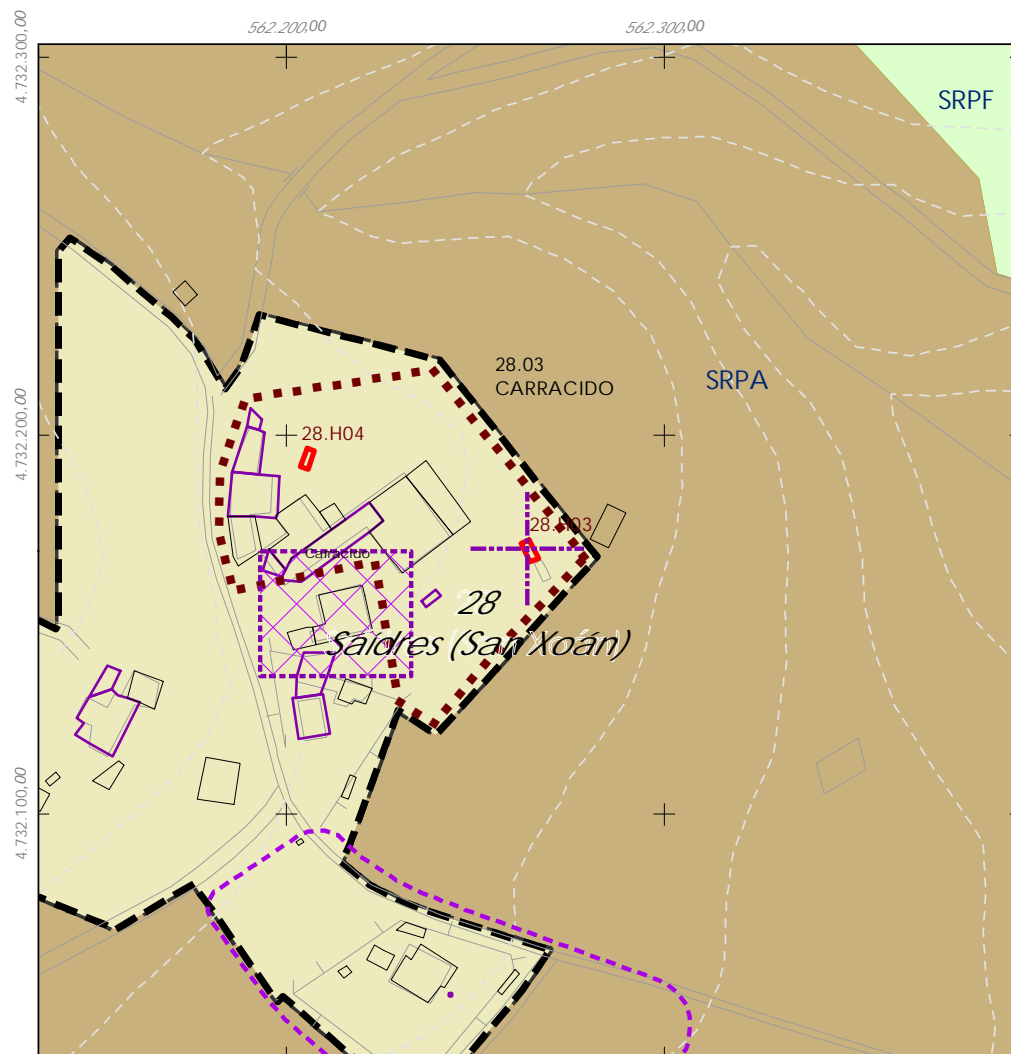 562.200,00
562.300,00
4.732.300,00
SRPF
28.03
CARRACIDO
SRPA
4.732.200,00
28.H04
28.H03
Carracido
28
Saídres (San Xoán)
4.732.100,00